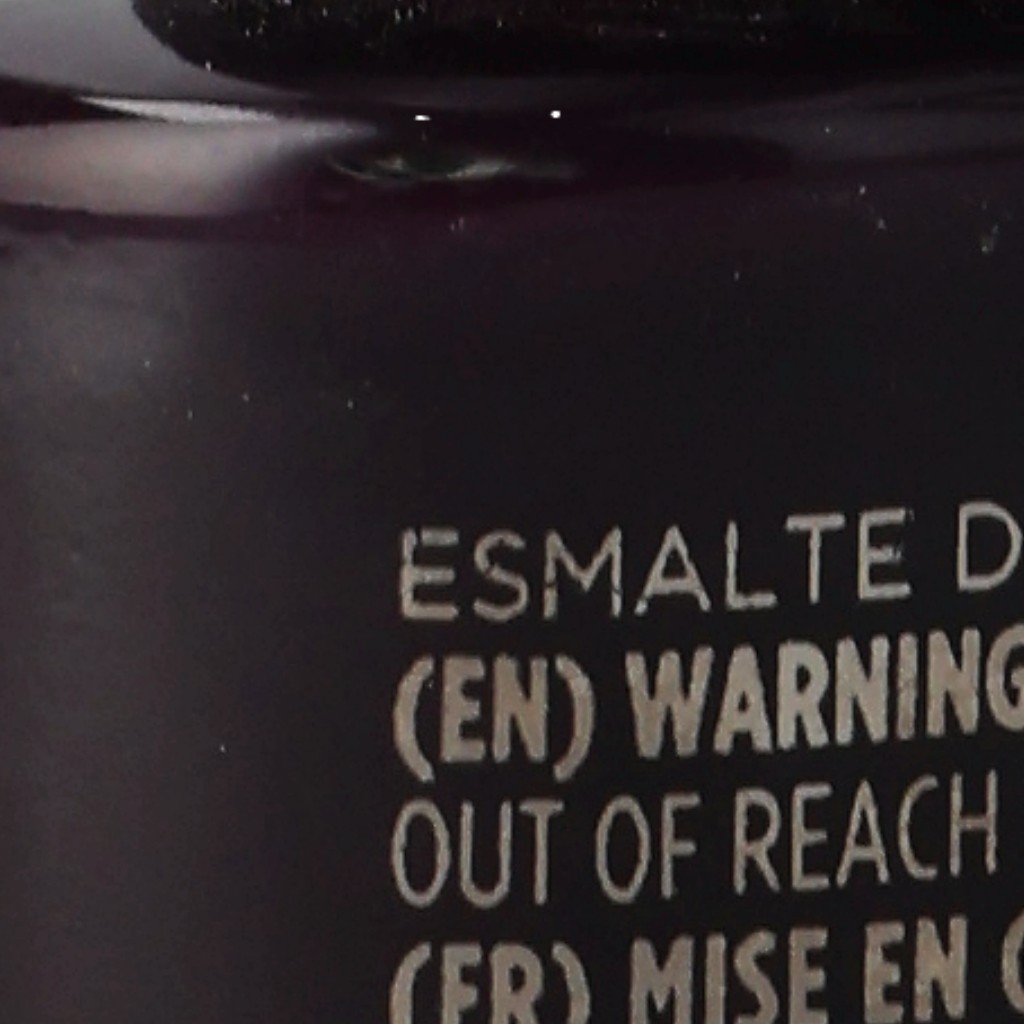 ESMALTE D
(EN) WARNING
OUT OF REACH
(FR) MISE EN